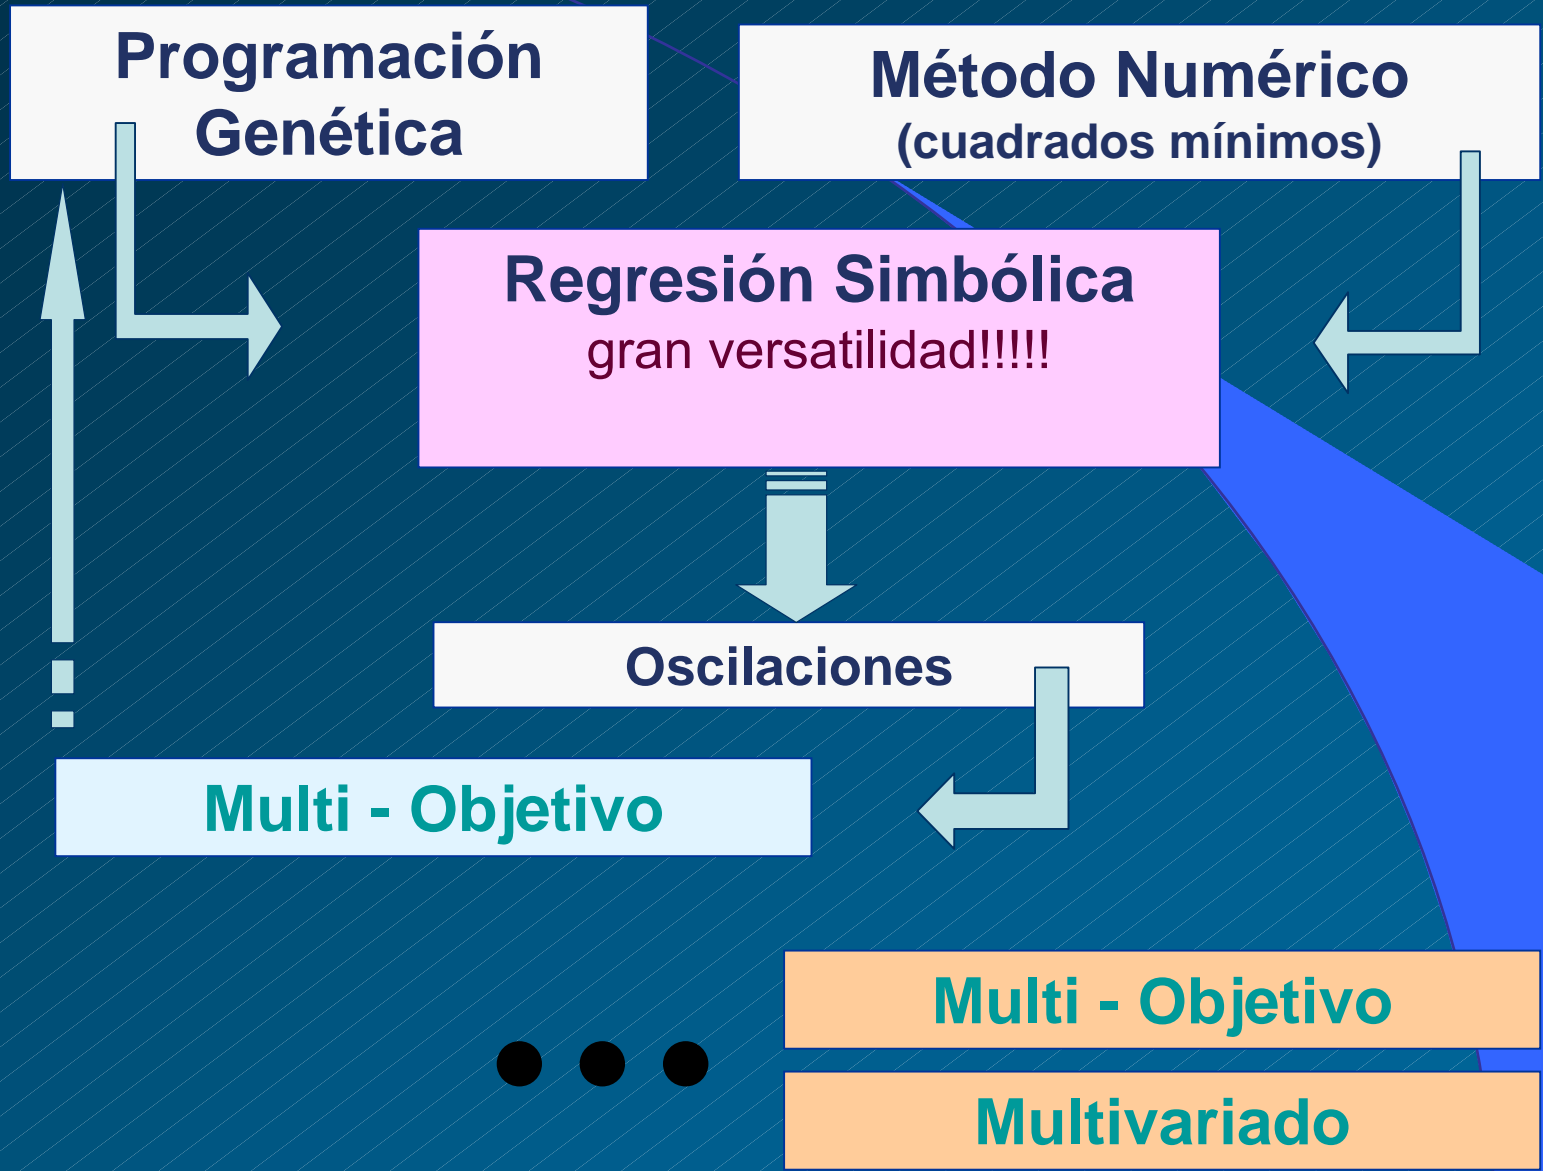 Programación
Genética
Método Numérico
(cuadrados mínimos)
Regresión Simbólica
gran versatilidad!!!!!
Oscilaciones
Multi - Objetivo
Multi - Objetivo
Multivariado